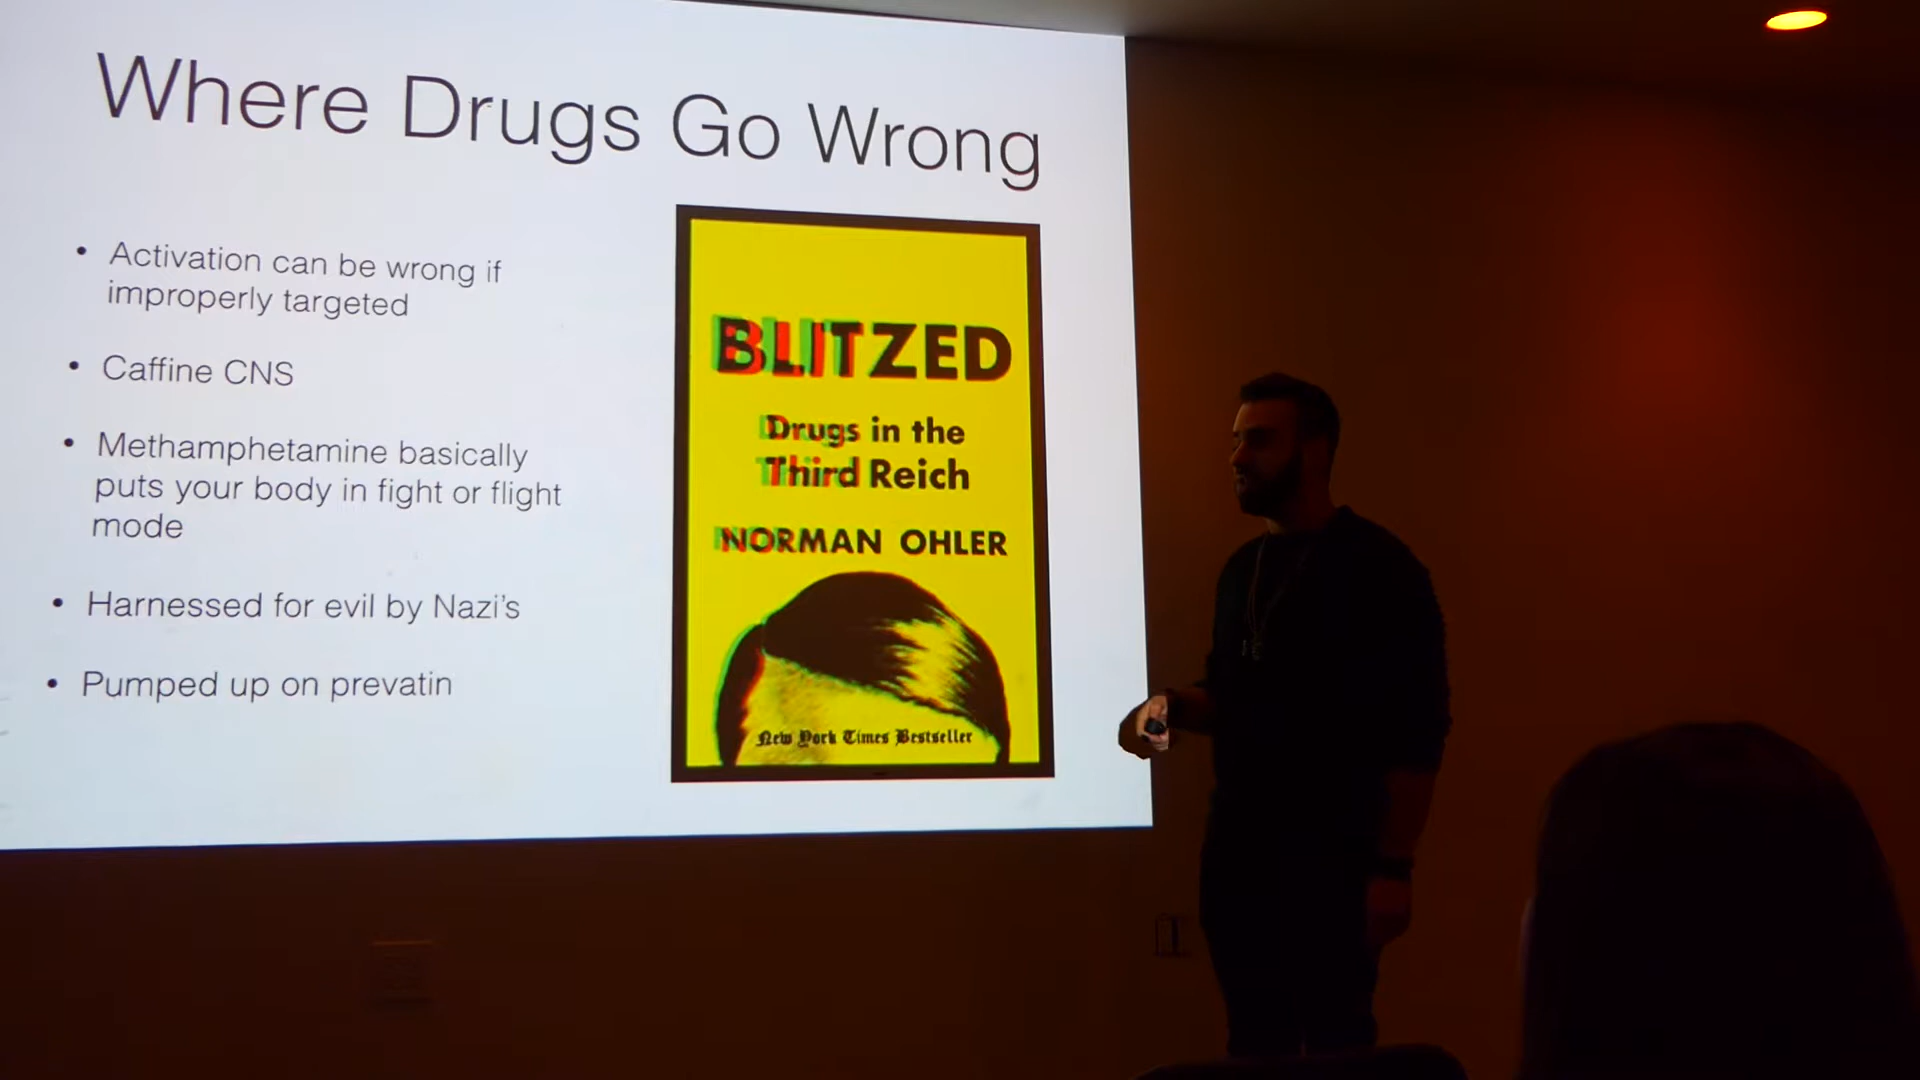 Where Drugs Go Wrong
• Activation can be wrong if
improperly targeted
• Caffine CNS
• Methamphetamine basically
puts your body in fight or flight
mode
• Harnessed for evil by Nazi's
• Pumped up on prevatin
BLITZED
Drugs in the
Third Reich
NORMAN OHLER
New York Times Bestseller